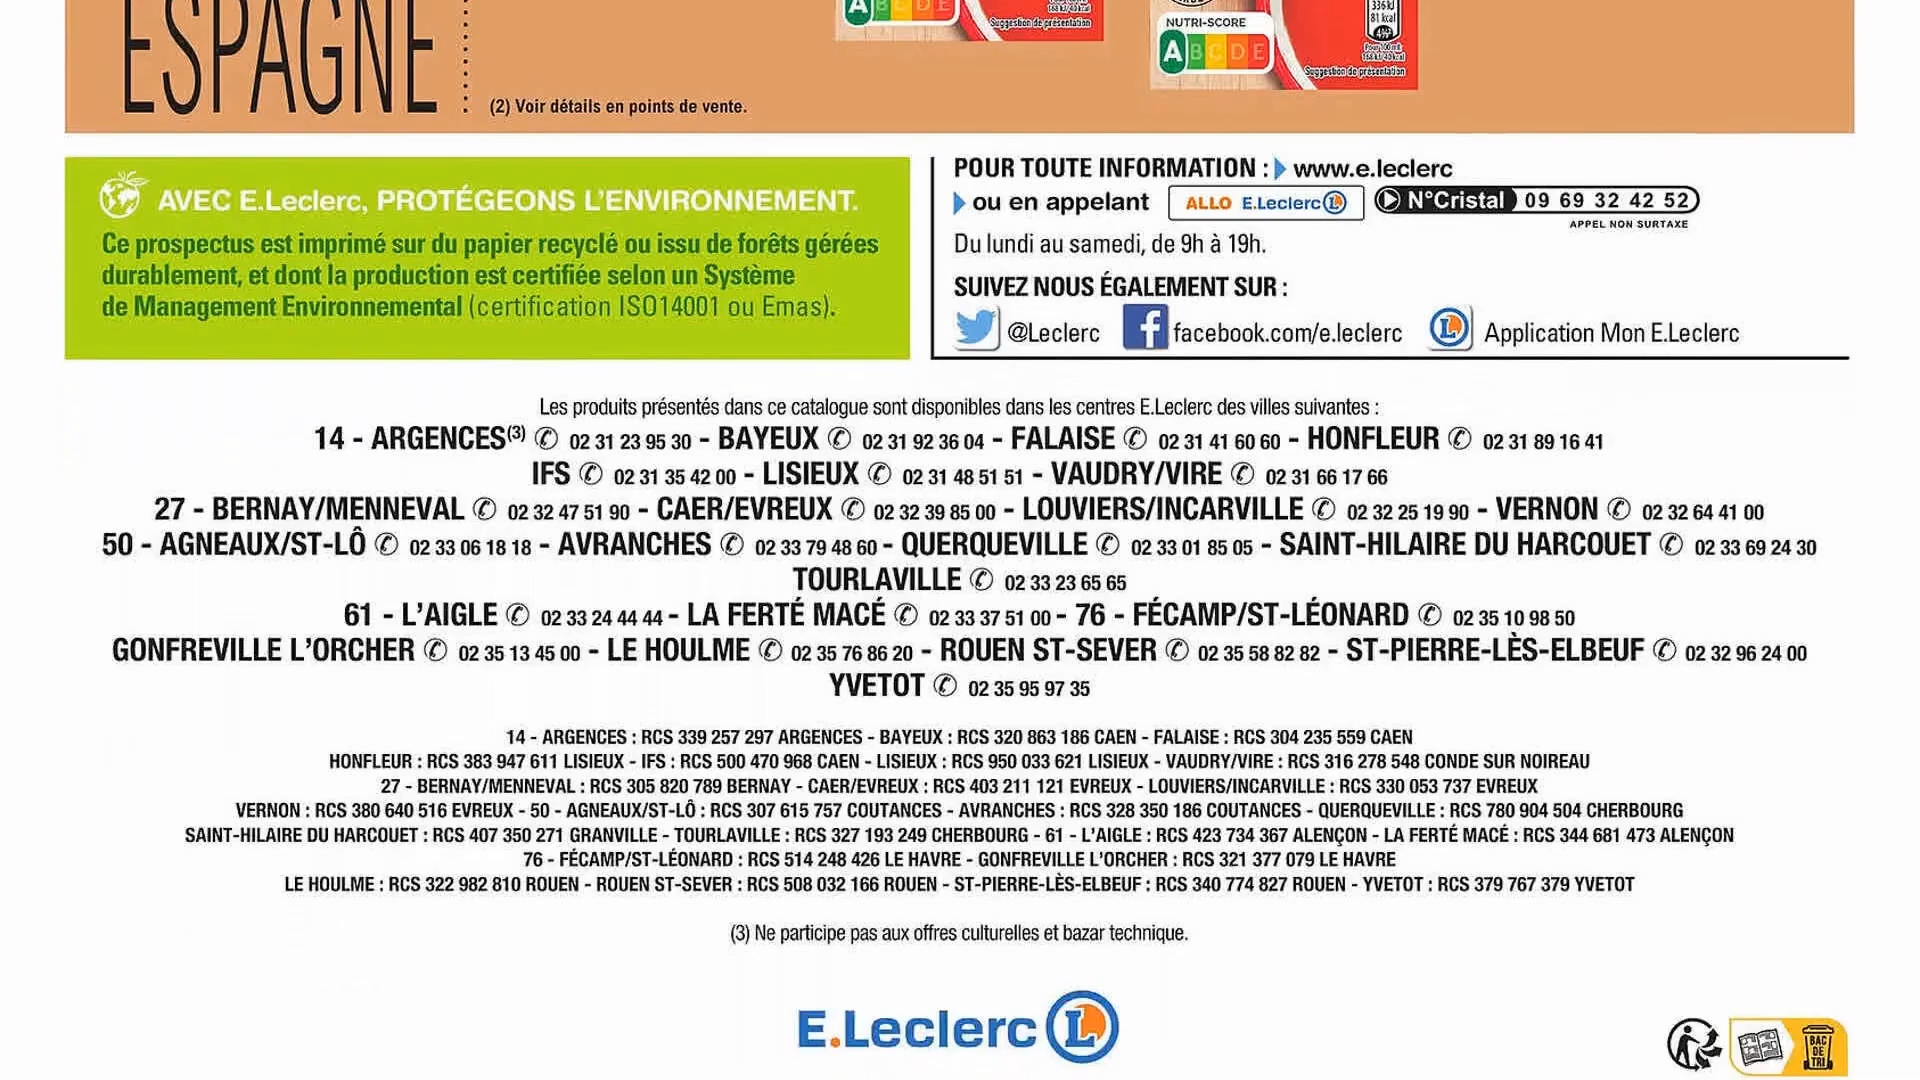 ESPAGNE
(2) Voir détails en points de vente.
A B C D E
Suggestion de présentation
NUTRI-SCORE
A B C D E
336 kJ
81 kcal
4%
Pour 100 ml
168 kJ/40 kcal
Suggestion de présentation
AVEC E.Leclerc, PROTÉGEONS L'ENVIRONNEMENT.
Ce prospectus est imprimé sur du papier recyclé ou issu de forêts gérées
durablement, et dont la production est certifiée selon un Système
de Management Environnemental (certification ISO14001 ou Emas).
POUR TOUTE INFORMATION : www.e.leclerc
ou en appelant ALLO E.Leclerc N°Cristal 09 69 32 42 52
APPEL NON SURTAXE
Du lundi au samedi, de 9h à 19h.
SUIVEZ NOUS ÉGALEMENT SUR :
@Leclerc facebook.com/e.leclerc Application Mon E.Leclerc
Les produits présentés dans ce catalogue sont disponibles dans les centres E.Leclerc des villes suivantes :
14 - ARGENCES(3) ✆ 02 31 23 95 30 - BAYEUX ✆ 02 31 92 36 04 - FALAISE ✆ 02 31 41 60 60 - HONFLEUR ✆ 02 31 89 16 41
IFS ✆ 02 31 35 42 00 - LISIEUX ✆ 02 31 48 51 51 - VAUDRY/VIRE ✆ 02 31 66 17 66
27 - BERNAY/MENNEVAL ✆ 02 32 47 51 90 - CAER/EVREUX ✆ 02 32 39 85 00 - LOUVIERS/INCARVILLE ✆ 02 32 25 19 90 - VERNON ✆ 02 32 64 41 00
50 - AGNEAUX/ST-LÔ ✆ 02 33 06 18 18 - AVRANCHES ✆ 02 33 79 48 60 - QUERQUEVILLE ✆ 02 33 01 85 05 - SAINT-HILAIRE DU HARCOUET ✆ 02 33 69 24 30
TOURLAVILLE ✆ 02 33 23 65 65
61 - L'AIGLE ✆ 02 33 24 44 44 - LA FERTÉ MACÉ ✆ 02 33 37 51 00 - 76 - FÉCAMP/ST-LÉONARD ✆ 02 35 10 98 50
GONFREVILLE L'ORCHER ✆ 02 35 13 45 00 - LE HOULME ✆ 02 35 76 86 20 - ROUEN ST-SEVER ✆ 02 35 58 82 82 - ST-PIERRE-LÈS-ELBEUF ✆ 02 32 96 24 00
YVETOT ✆ 02 35 95 97 35
14 - ARGENCES : RCS 339 257 297 ARGENCES - BAYEUX : RCS 320 863 186 CAEN - FALAISE : RCS 304 235 559 CAEN
HONFLEUR : RCS 383 947 611 LISIEUX - IFS : RCS 500 470 968 CAEN - LISIEUX : RCS 950 033 621 LISIEUX - VAUDRY/VIRE : RCS 316 278 548 CONDE SUR NOIREAU
27 - BERNAY/MENNEVAL : RCS 305 820 789 BERNAY - CAER/EVREUX : RCS 403 211 121 EVREUX - LOUVIERS/INCARVILLE : RCS 330 053 737 EVREUX
VERNON : RCS 380 640 516 EVREUX - 50 - AGNEAUX/ST-LÔ : RCS 307 615 757 COUTANCES - AVRANCHES : RCS 328 350 186 COUTANCES - QUERQUEVILLE : RCS 780 904 504 CHERBOURG
SAINT-HILAIRE DU HARCOUET : RCS 407 350 271 GRANVILLE - TOURLAVILLE : RCS 327 193 249 CHERBOURG - 61 - L'AIGLE : RCS 423 734 367 ALENÇON - LA FERTÉ MACÉ : RCS 344 681 473 ALENÇON
76 - FÉCAMP/ST-LÉONARD : RCS 514 248 426 LE HAVRE - GONFREVILLE L'ORCHER : RCS 321 377 079 LE HAVRE
LE HOULME : RCS 322 982 810 ROUEN - ROUEN ST-SEVER : RCS 508 032 166 ROUEN - ST-PIERRE-LÈS-ELBEUF : RCS 340 774 827 ROUEN - YVETOT : RCS 379 767 379 YVETOT
(3) Ne participe pas aux offres culturelles et bazar technique.
E.Leclerc L
BAC
DE
TRI